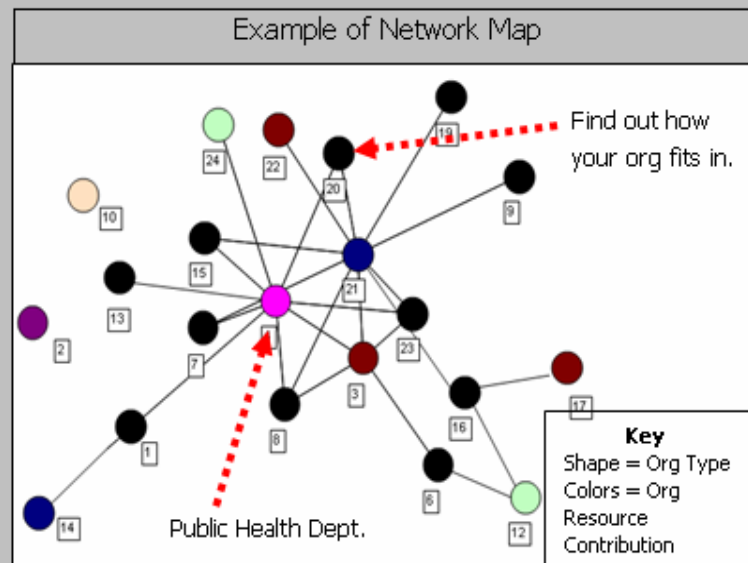 Example of Network Map
19
Find out how
your org fits in.
24
22
20
9
10
15
21
13
2
7
23
3
16
17
8
1
6
14
12
Public Health Dept.
Key
Shape = Org Type
Colors = Org
Resource
Contribution